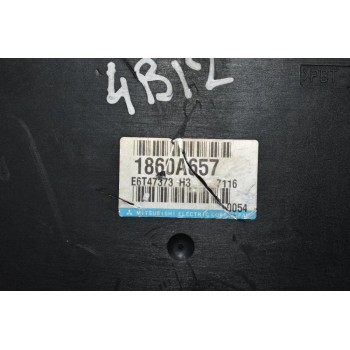 4B12
1860A657
E6T47373 H3 7116
0054
MITSUBISHI ELECTRIC